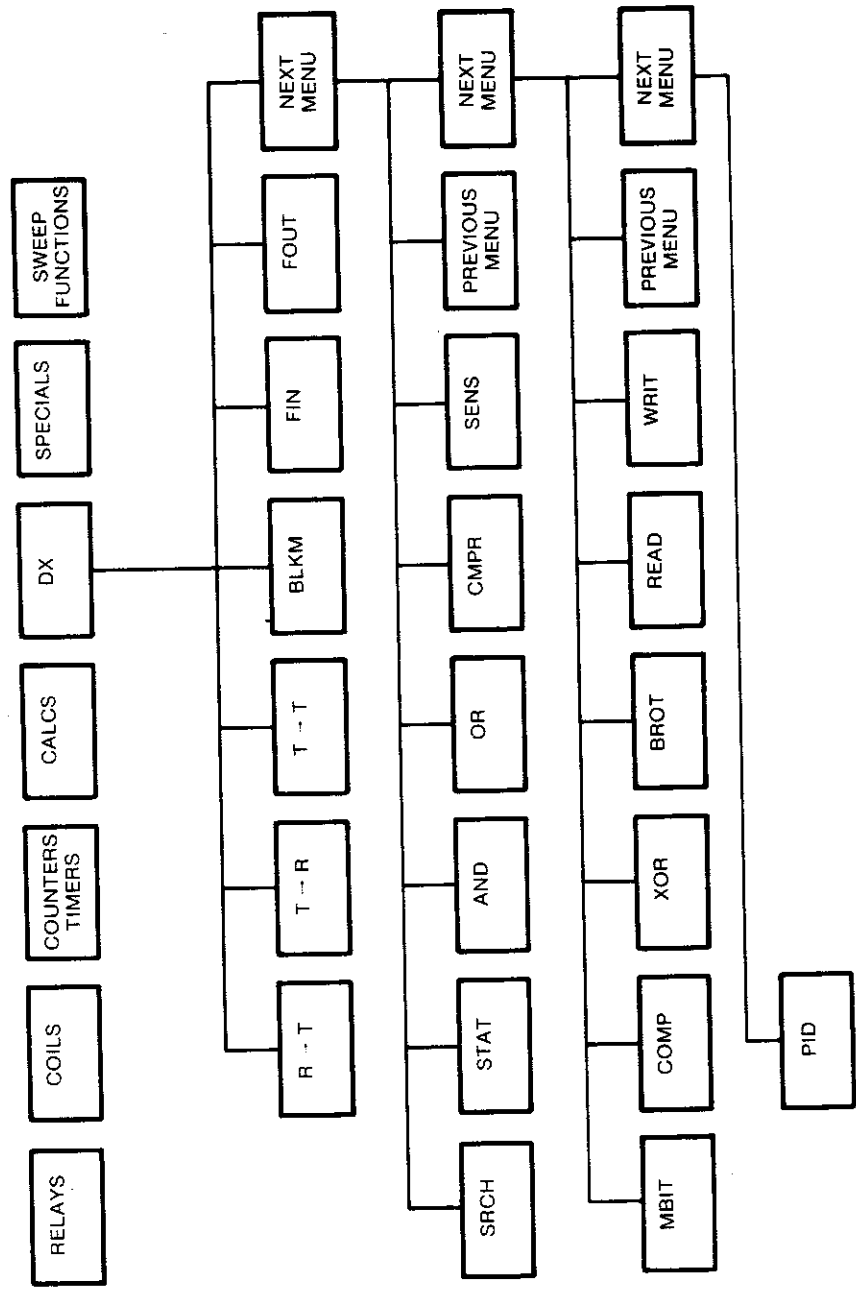 RELAYS
COILS
COUNTERS
TIMERS
CALCS
DX
SPECIALS
SWEEP
FUNCTIONS
R → T
T → R
T → T
BLKM
FIN
FOUT
NEXT
MENU
SRCH
STAT
AND
OR
CMPR
SENS
PREVIOUS
MENU
NEXT
MENU
MBIT
COMP
XOR
BROT
READ
WRIT
PREVIOUS
MENU
NEXT
MENU
PID